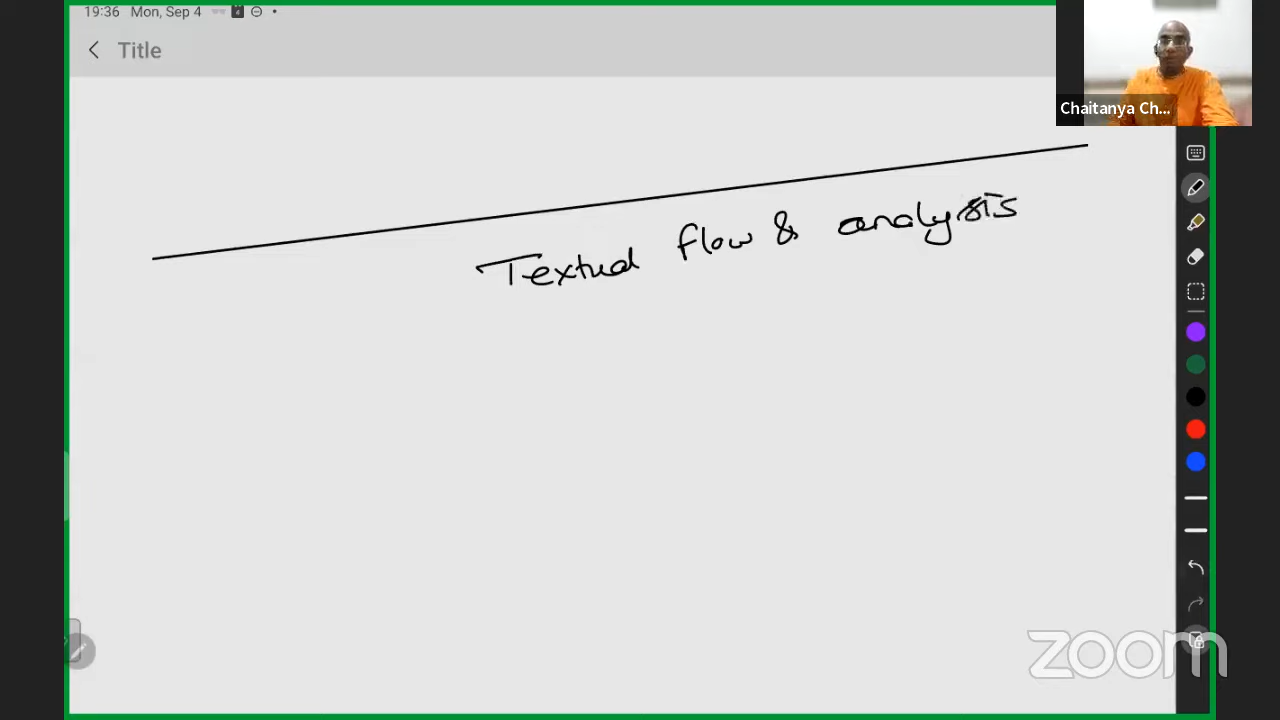 19:36 Mon, Sep 4
Title
Chaitanya Ch...
Textual flow & analysis
zoom